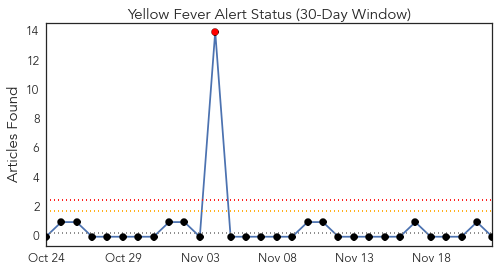 Yellow Fever Alert Status (30-Day Window)
Articles Found
14
12
10
8
6
4
2
0
Oct 24 Oct 29 Nov 03 Nov 08 Nov 13 Nov 18